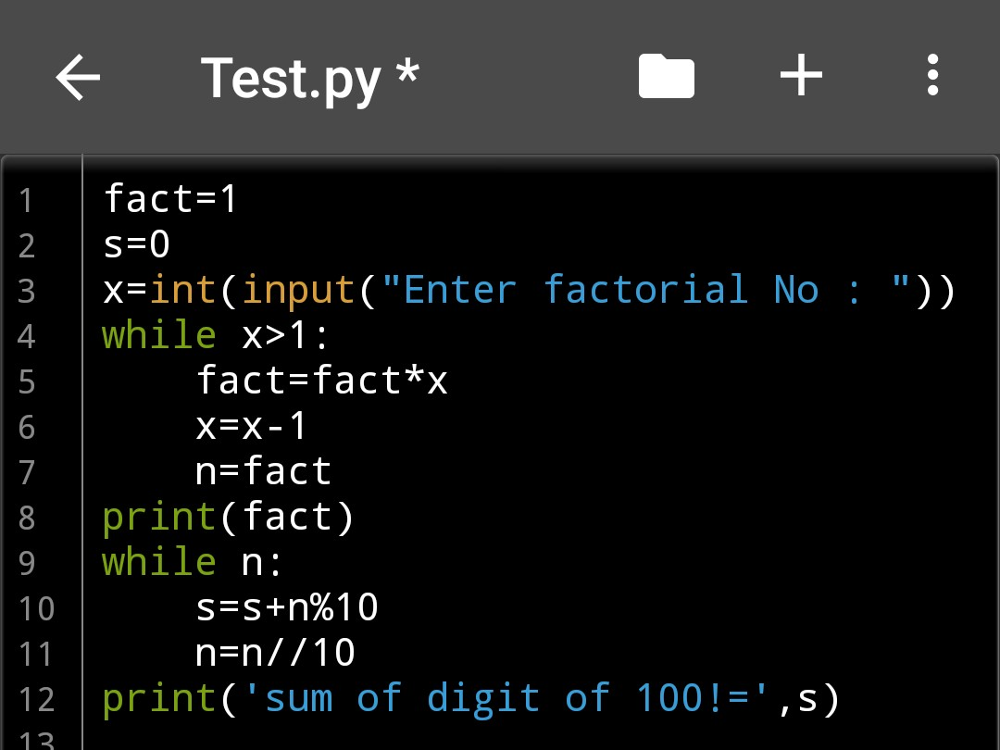 Test.py *
1 fact=1
2 s=0
3 x=int(input("Enter factorial No : "))
4 while x>1:
5     fact=fact*x
6     x=x-1
7     n=fact
8 print(fact)
9 while n:
10     s=s+n%10
11     n=n//10
12 print('sum of digit of 100!=',s)
13